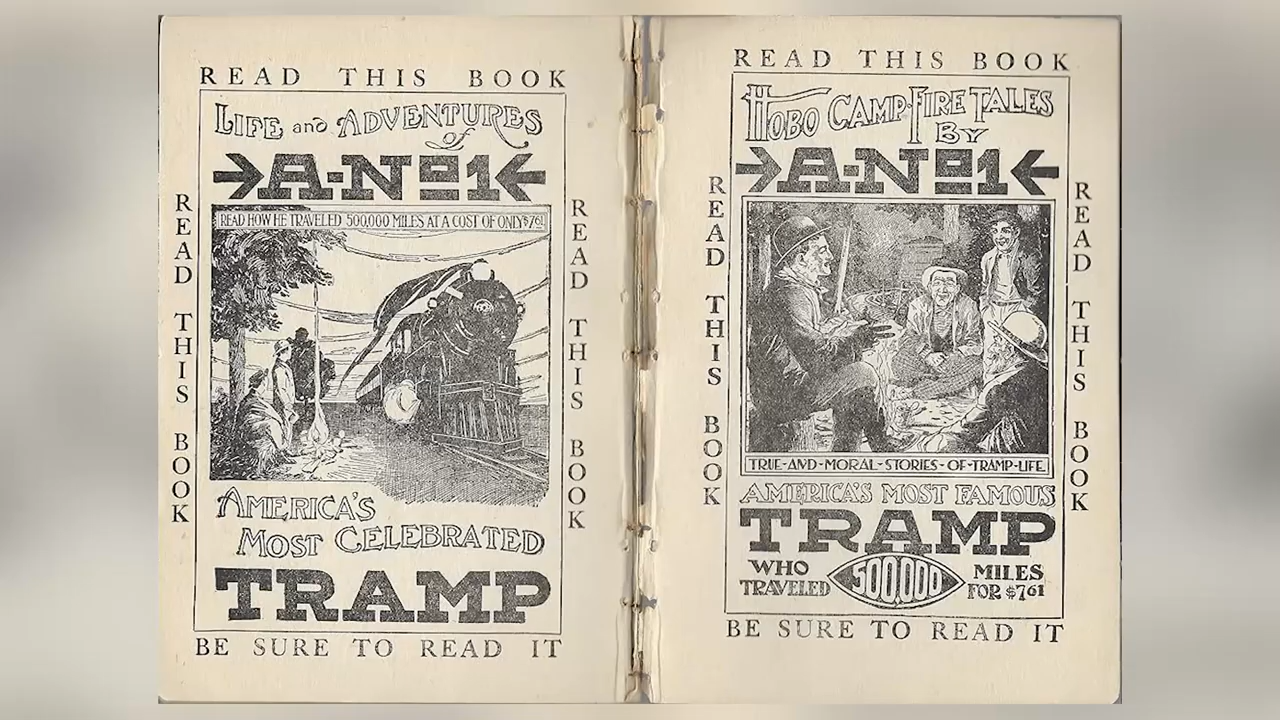 READ THIS BOOK
LIFE and ADVENTURES
of
A-No1
READ HOW HE TRAVELED 500,000 MILES AT A COST OF ONLY $7.61
READ THIS BOOK
READ THIS BOOK
AMERICA'S
MOST CELEBRATED
TRAMP
BE SURE TO READ IT
READ THIS BOOK
HOBO CAMP-FIRE TALES
BY
A-No1
READ THIS BOOK
READ THIS BOOK
TRUE-AND-MORAL-STORIES-OF-TRAMP-LIFE.
AMERICA'S MOST FAMOUS
TRAMP
WHO
TRAVELED
500,000
MILES
FOR $7.61
BE SURE TO READ IT